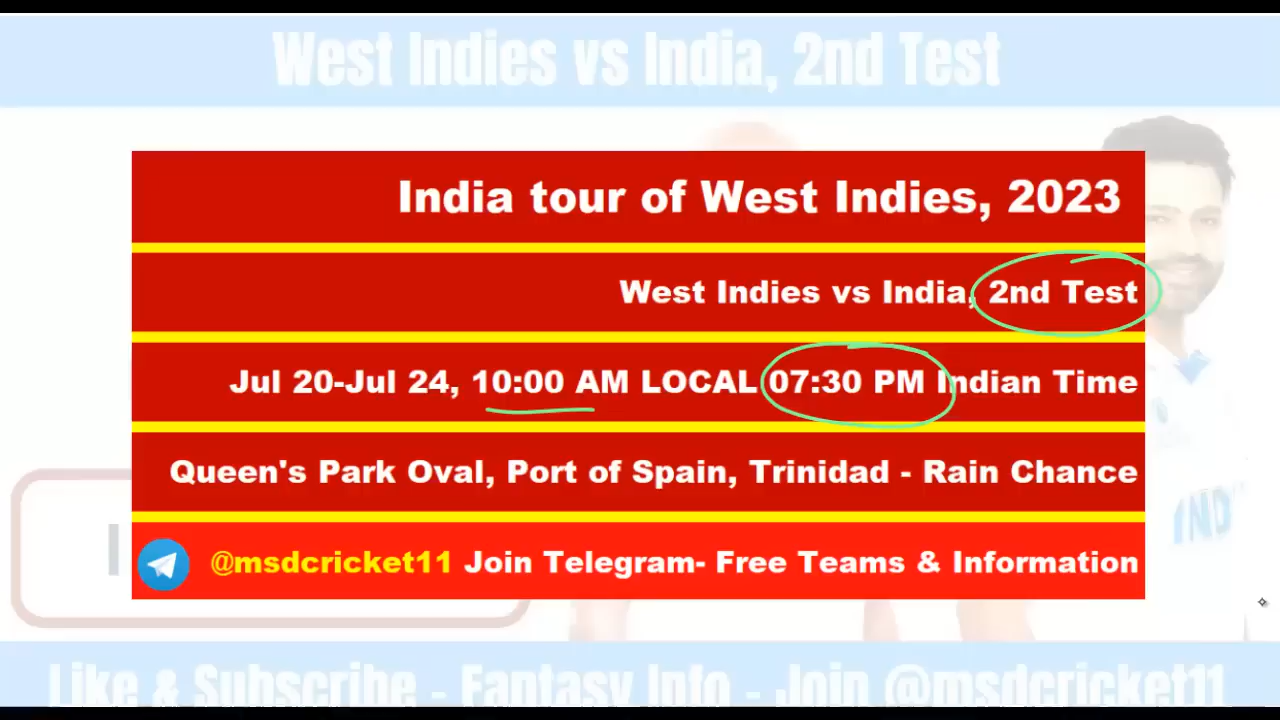 West Indies vs India, 2nd Test
India tour of West Indies, 2023
West Indies vs India, 2nd Test
Jul 20-Jul 24, 10:00 AM LOCAL 07:30 PM Indian Time
Queen's Park Oval, Port of Spain, Trinidad - Rain Chance
@msdcricket11 Join Telegram- Free Teams & Information
IND
Like & Subscribe - Fantasy Info - Join @msdcricket11